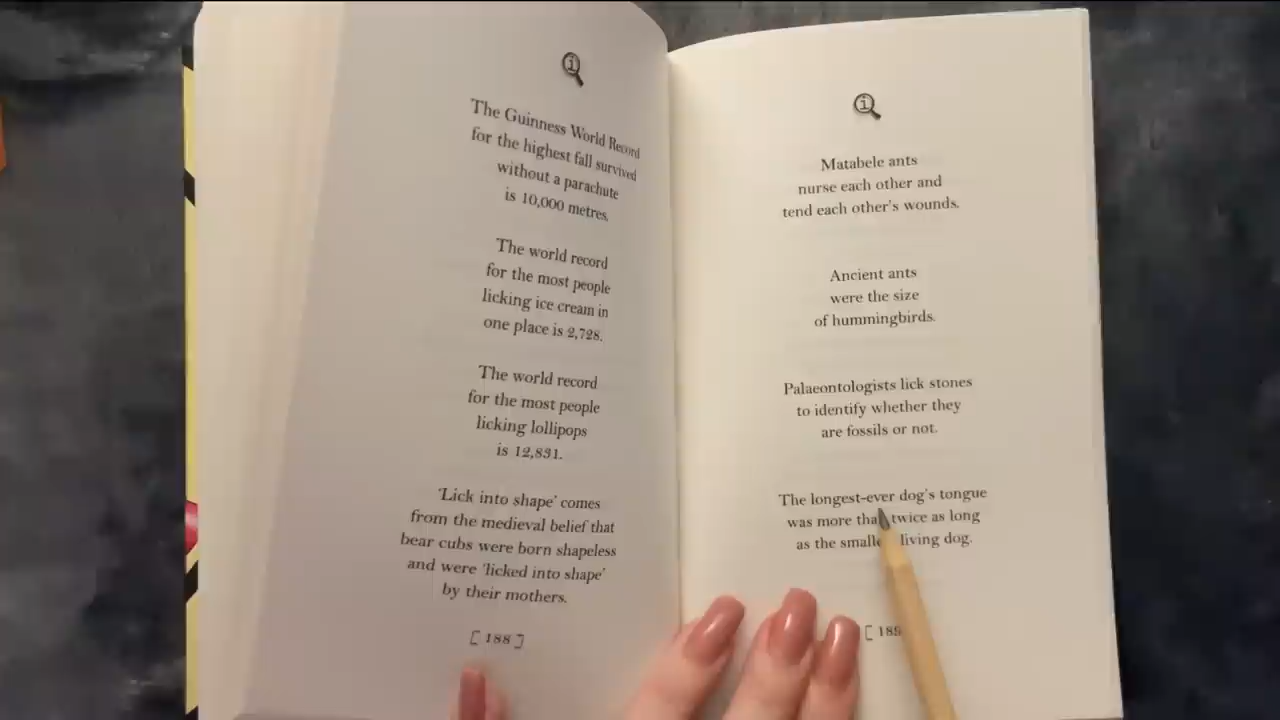 The Guinness World Record
for the highest fall survived
without a parachute
is 10,000 metres.
The world record
for the most people
licking ice cream in
one place is 2,728.
The world record
for the most people
licking lollipops
is 12,831.
‘Lick into shape’ comes
from the medieval belief that
bear cubs were born shapeless
and were ‘licked into shape’
by their mothers.
[ 188 ]
Matabele ants
nurse each other and
tend each other’s wounds.
Ancient ants
were the size
of hummingbirds.
Palaeontologists lick stones
to identify whether they
are fossils or not.
The longest-ever dog’s tongue
was more twice as long
as the living dog.